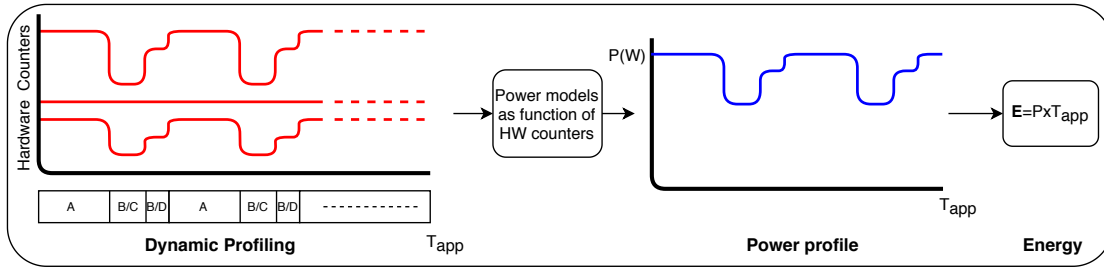 Hardware Counters
A B/C B/D A B/C B/D
T_app
Dynamic Profiling
Power models
as function of
HW counters
P(W)
T_app
Power profile
E=PxT_app
Energy